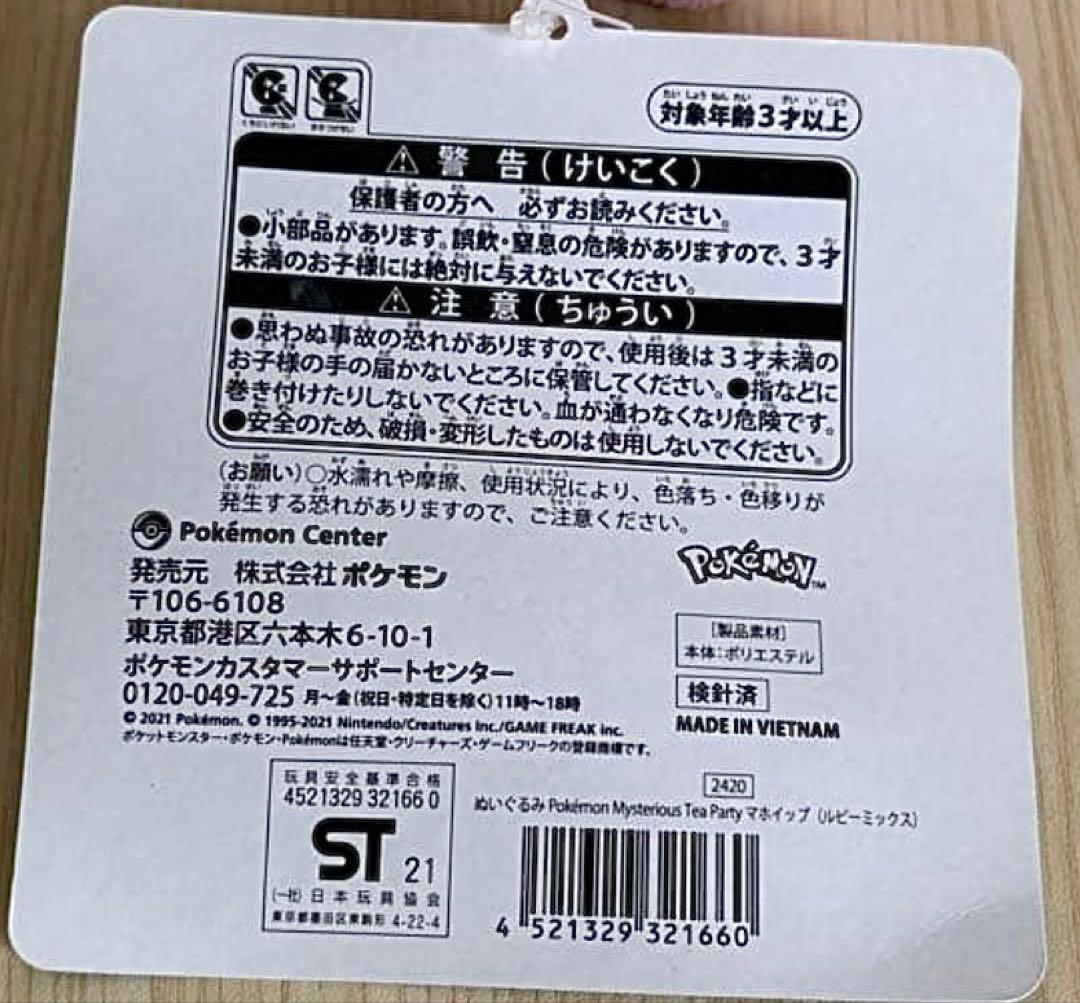 対象年齢3才以上
⚠ 警 告(けいこく)
保護者の方へ 必ずお読みください。
●小部品があります。誤飲・窒息の危険がありますので、3才
未満のお子様には絶対に与えないでください。
⚠ 注 意(ちゅうい)
●思わぬ事故の恐れがありますので、使用後は3才未満の
お子様の手の届かないところに保管してください。●指などに
巻き付けたりしないでください。血が通わなくなり危険です。
●安全のため、破損・変形したものは使用しないでください。
(お願い)○水濡れや摩擦、使用状況により、色落ち・色移りが
発生する恐れがありますので、ご注意ください。
Pokémon Center
発売元 株式会社ポケモン
〒106-6108
東京都港区六本木6-10-1
ポケモンカスタマーサポートセンター
0120-049-725 月〜金(祝日・特定日を除く)11時〜18時
© 2021 Pokémon. © 1995-2021 Nintendo/Creatures Inc./GAME FREAK inc.
ポケットモンスター・ポケモン・Pokémonは任天堂・クリーチャーズ・ゲームフリークの登録商標です。
POKÉMON™
[製品素材]
本体:ポリエステル
検針済
MADE IN VIETNAM
玩具安全基準合格
4521329 32166 0
ST 21
(一社)日本玩具協会
東京都墨田区東駒形 4-22-4
2420
ぬいぐるみ Pokémon Mysterious Tea Party マホイップ(ルビーミックス)
4 521329 321660